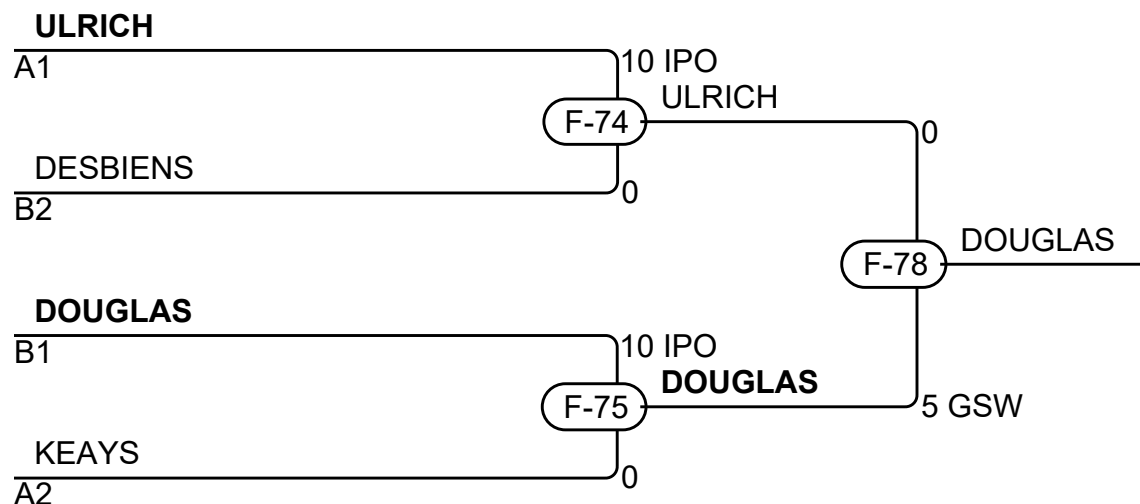 ULRICH
A1
10 IPO
ULRICH
F-74
0
DESBIENS
B2
0
DOUGLAS
F-78
DOUGLAS
B1
10 IPO
DOUGLAS
F-75
5 GSW
KEAYS
A2
0